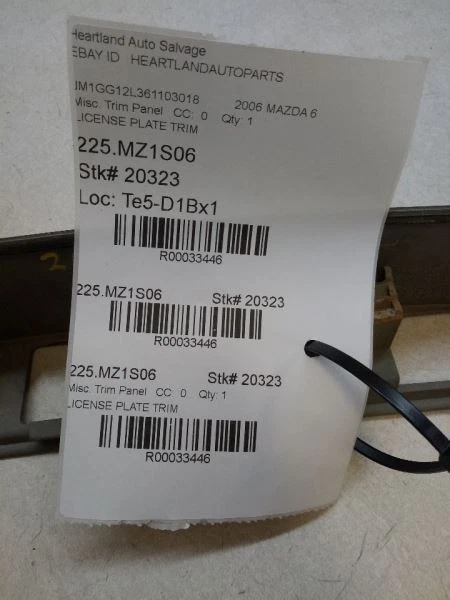 Heartland Auto Salvage
EBAY ID HEARTLANDAUTOPARTS
JM1GG12L361103018 2006 MAZDA 6
Misc. Trim Panel CC: 0 Qty: 1
LICENSE PLATE TRIM
225.MZ1S06
Stk# 20323
Loc: Te5-D1Bx1
R00033446
225.MZ1S06 Stk# 20323
R00033446
225.MZ1S06 Stk# 20323
Misc. Trim Panel CC: 0 Qty: 1
LICENSE PLATE TRIM
R00033446
2